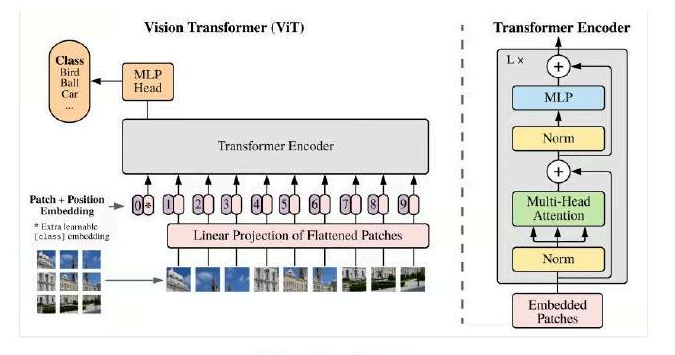 Vision Transformer (ViT)
Class
Bird
Ball
Car
...
MLP
Head
Transformer Encoder
Patch + Position
Embedding
* Extra learnable
[class] embedding
0 * 1 2 3 4 5 6 7 8 9
Linear Projection of Flattened Patches
Transformer Encoder
L x
+
MLP
Norm
+
Multi-Head
Attention
Norm
Embedded
Patches